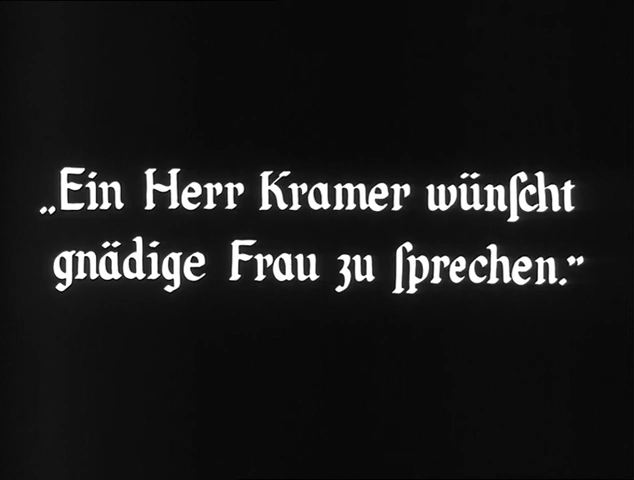 „Ein Herr Kramer wünſcht
gnädige Frau zu ſprechen.”